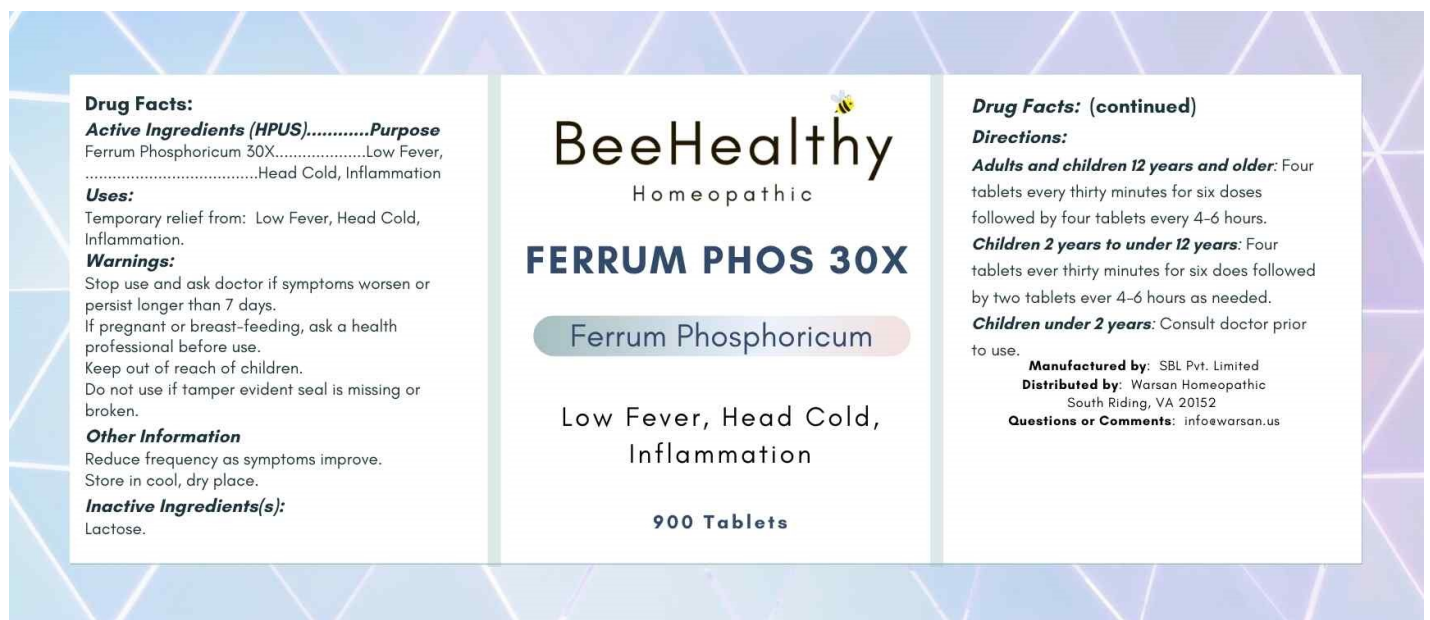 Drug Facts:
Active Ingredients (HPUS)............Purpose
Ferrum Phosphoricum 30X....................Low Fever,
......................................Head Cold, Inflammation
Uses:
Temporary relief from: Low Fever, Head Cold,
Inflammation.
Warnings:
Stop use and ask doctor if symptoms worsen or
persist longer than 7 days.
If pregnant or breast-feeding, ask a health
professional before use.
Keep out of reach of children.
Do not use if tamper evident seal is missing or
broken.
Other Information
Reduce frequency as symptoms improve.
Store in cool, dry place.
Inactive Ingredients(s):
Lactose.
BeeHealthy
Homeopathic
FERRUM PHOS 30X
Ferrum Phosphoricum
Low Fever, Head Cold,
Inflammation
900 Tablets
Drug Facts: (continued)
Directions:
Adults and children 12 years and older: Four
tablets every thirty minutes for six doses
followed by four tablets every 4-6 hours.
Children 2 years to under 12 years: Four
tablets ever thirty minutes for six does followed
by two tablets ever 4-6 hours as needed.
Children under 2 years: Consult doctor prior
to use.
Manufactured by: SBL Pvt. Limited
Distributed by: Warsan Homeopathic
South Riding, VA 20152
Questions or Comments: info@warsan.us